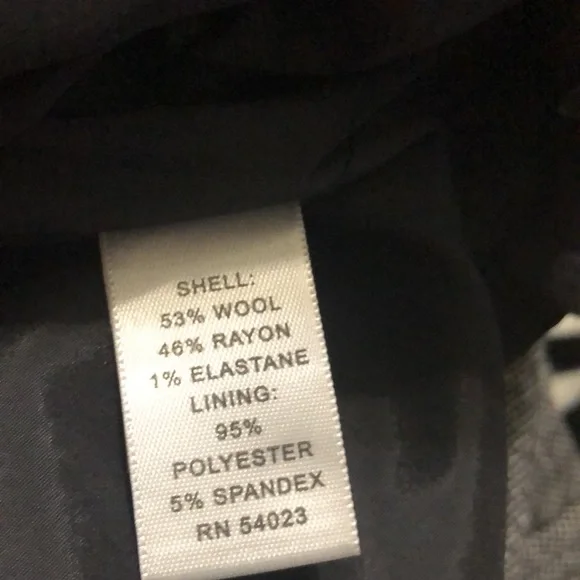 SHELL:
53% WOOL
46% RAYON
1% ELASTANE
LINING:
95%
POLYESTER
5% SPANDEX
RN 54023